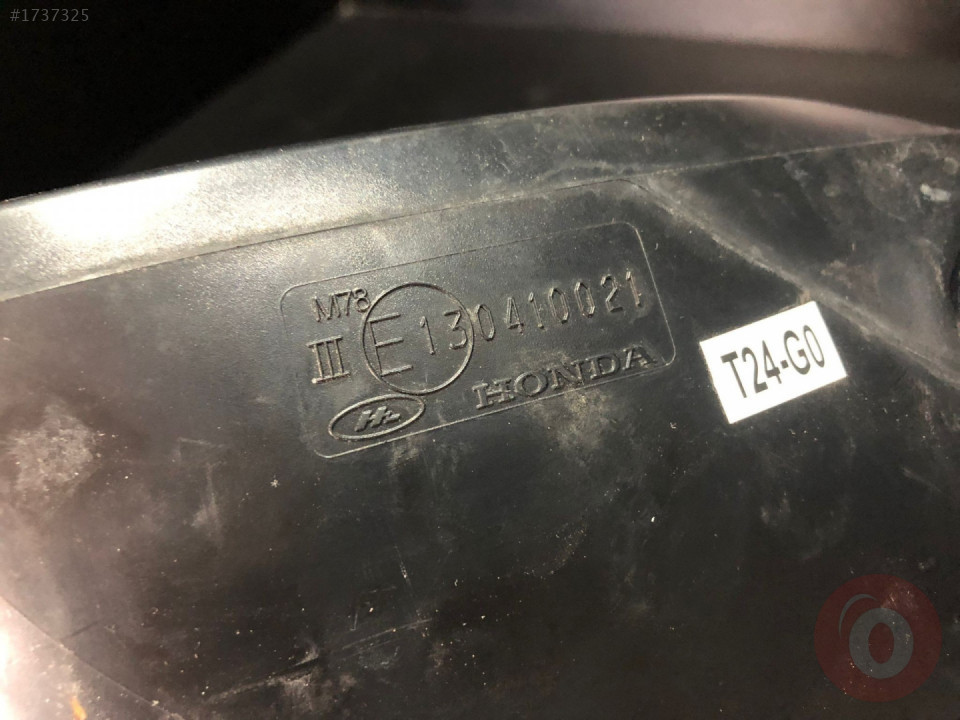 #1737325
M78
III E13 0410021
HONDA
T24-G0